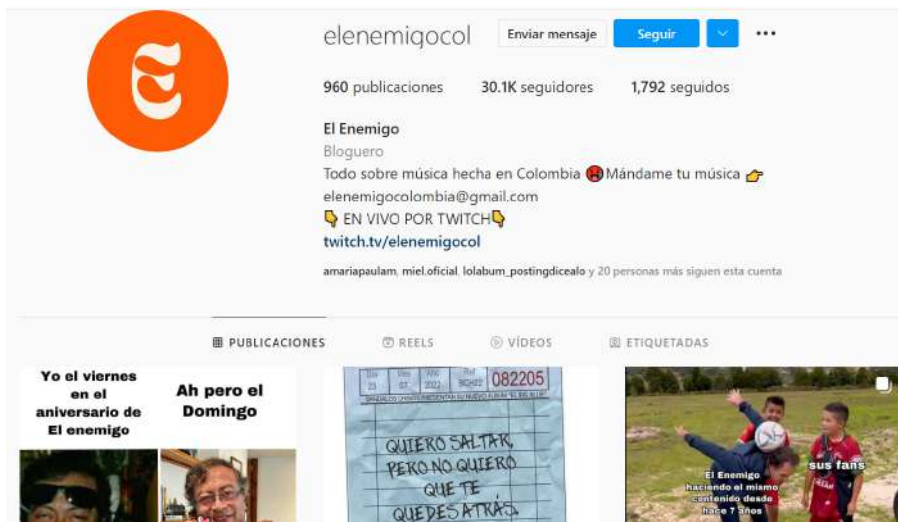 elenemigocol Enviar mensaje Seguir
960 publicaciones 30.1K seguidores 1,792 seguidos
El Enemigo
Bloguero
Todo sobre música hecha en Colombia 😡 Mándame tu música 👉
elenemigocolombia@gmail.com
👇 EN VIVO POR TWITCH👇
twitch.tv/elenemigocol
amariapaulam, miel.oficial, lolabum_postingdicealo y 20 personas más siguen esta cuenta
PUBLICACIONES REELS VÍDEOS ETIQUETADAS
Yo el viernes
en el
aniversario de
El enemigo
Ah pero el
Domingo
Año
23 07 2022 082205
QUIERO SALTAR,
PERO NO QUIERO
QUE TE
QUEDES ATRÁS.
El Enemigo
haciendo el mismo
contenido desde
hace 7 años
sus fans